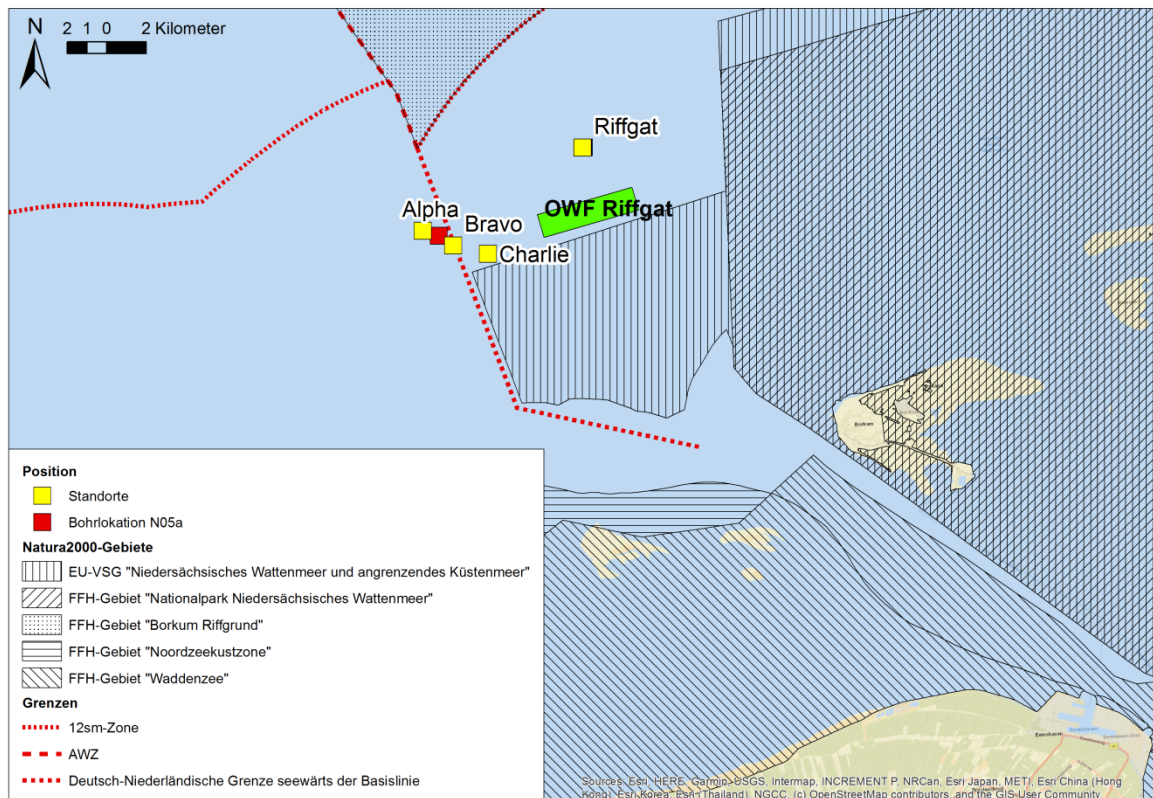 N
2 1 0 2 Kilometer
Riffgat
OWF Riffgat
Alpha
Bravo
Charlie
Borkum
Position
Standorte
Bohrlokation N05a
Natura2000-Gebiete
EU-VSG "Niedersächsisches Wattenmeer und angrenzendes Küstenmeer"
FFH-Gebiet "Nationalpark Niedersächsisches Wattenmeer"
FFH-Gebiet "Borkum Riffgrund"
FFH-Gebiet "Noordzeekustzone"
FFH-Gebiet "Waddenzee"
Grenzen
12sm-Zone
AWZ
Deutsch-Niederländische Grenze seewärts der Basislinie
Eemshaven
Sources: Esri, HERE, Garmin, USGS, Intermap, INCREMENT P, NRCan, Esri Japan, METI, Esri China (Hong
Kong), Esri Korea, Esri (Thailand), NGCC, (c) OpenStreetMap contributors, and the GIS User Community